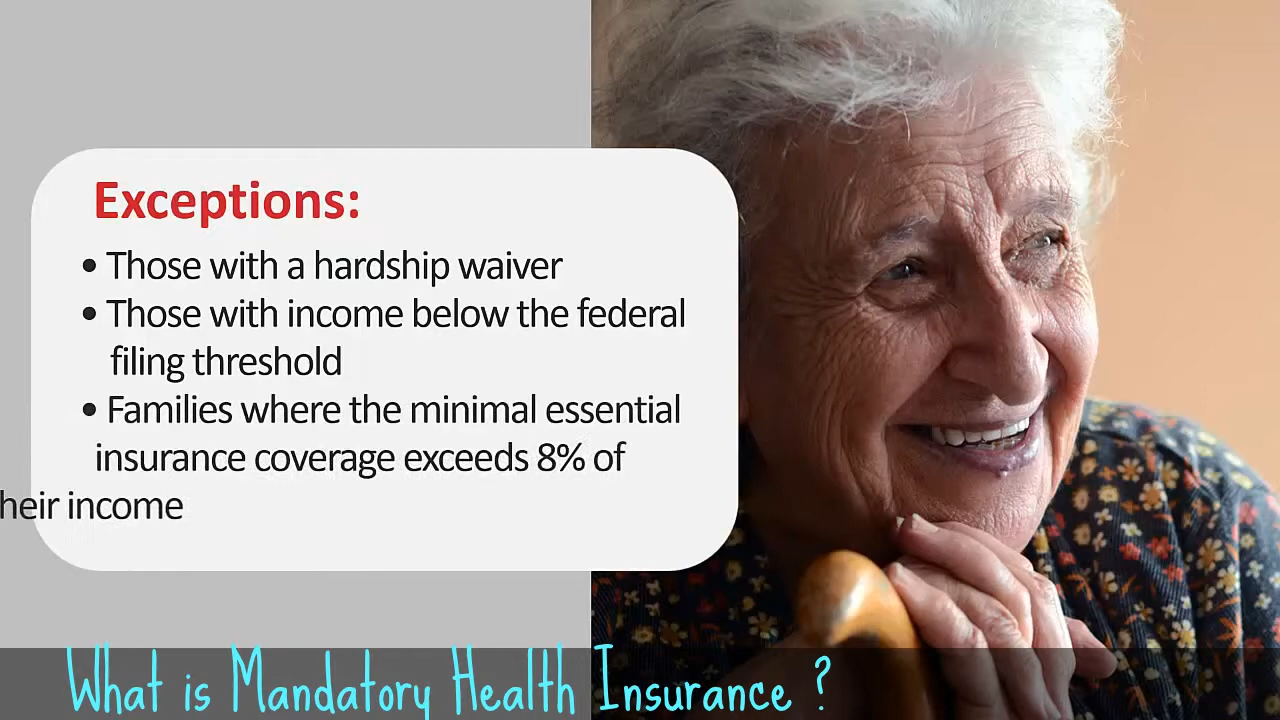 Exceptions:
• Those with a hardship waiver
• Those with income below the federal
filing threshold
• Families where the minimal essential
insurance coverage exceeds 8% of
heir income
What is Mandatory Health Insurance ?